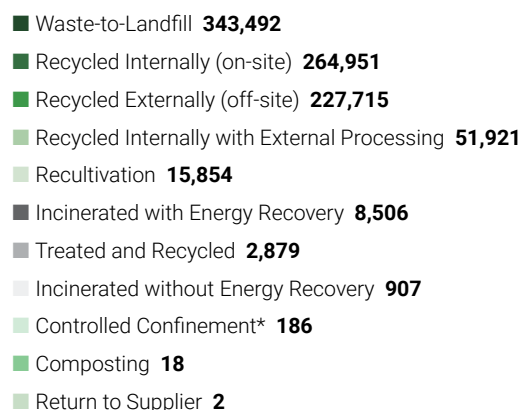 Waste-to-Landfill 343,492
Recycled Internally (on-site) 264,951
Recycled Externally (off-site) 227,715
Recycled Internally with External Processing 51,921
Recultivation 15,854
Incinerated with Energy Recovery 8,506
Treated and Recycled 2,879
Incinerated without Energy Recovery 907
Controlled Confinement* 186
Composting 18
Return to Supplier 2